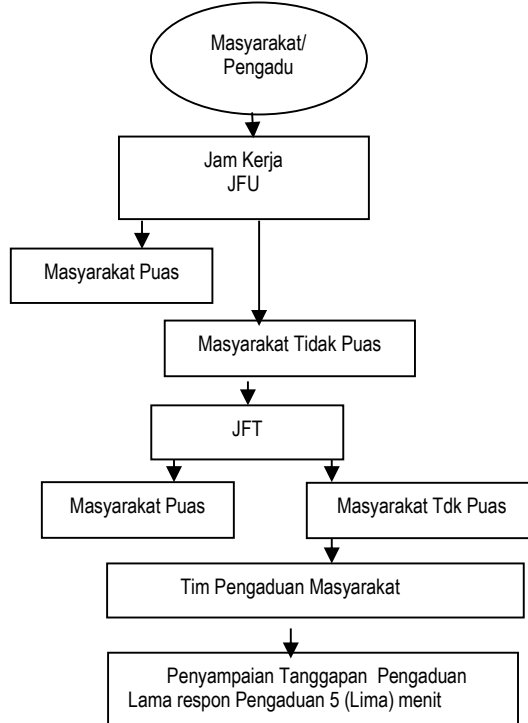 Masyarakat/
Pengadu
Jam Kerja
JFU
Masyarakat Puas
Masyarakat Tidak Puas
JFT
Masyarakat Puas
Masyarakat Tdk Puas
Tim Pengaduan Masyarakat
Penyampaian Tanggapan Pengaduan
Lama respon Pengaduan 5 (Lima) menit